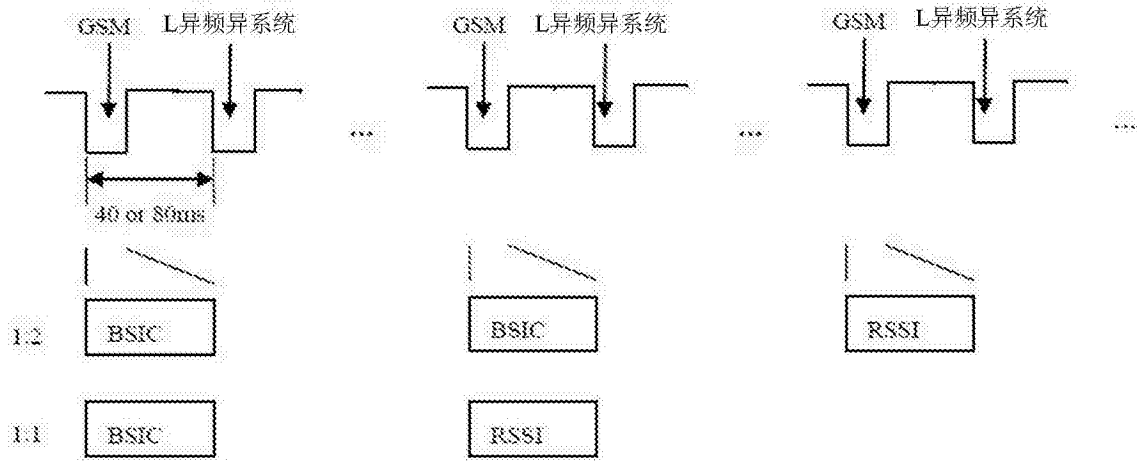 GSM L异频异系统 GSM L异频异系统 GSM L异频异系统
... ... ...
40 or 80ms
1:2 BSIC BSIC RSSI
1:1 BSIC RSSI